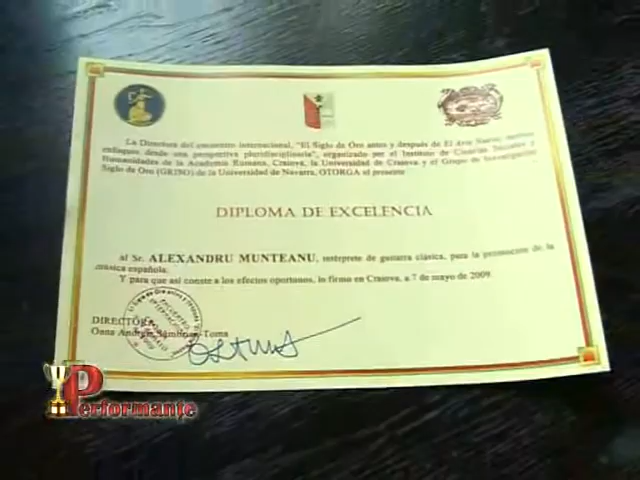 La Directora del encuentro internacional, "El Siglo de Oro antes y después de El Arte Nuevo. Nuevos
enfoques desde una perspectiva pluridisciplinaria", organizado por el Instituto de Ciencias Sociales y
Humanidades de la Academia Rumana, Craiova, la Universidad de Craiova y el Grupo de Investigación
Siglo de Oro (GRISO) de la Universidad de Navarra, OTORGA el presente
DIPLOMA DE EXCELENCIA
al Sr. ALEXANDRU MUNTEANU, intérprete de guitarra clásica, para la promoción de la
música española.
Y para que así conste a los efectos oportunos, lo firmo en Craiova, a 7 de mayo de 2009.
DIRECTORA
Oana Andreia Sâmbrian-Toma
Performante